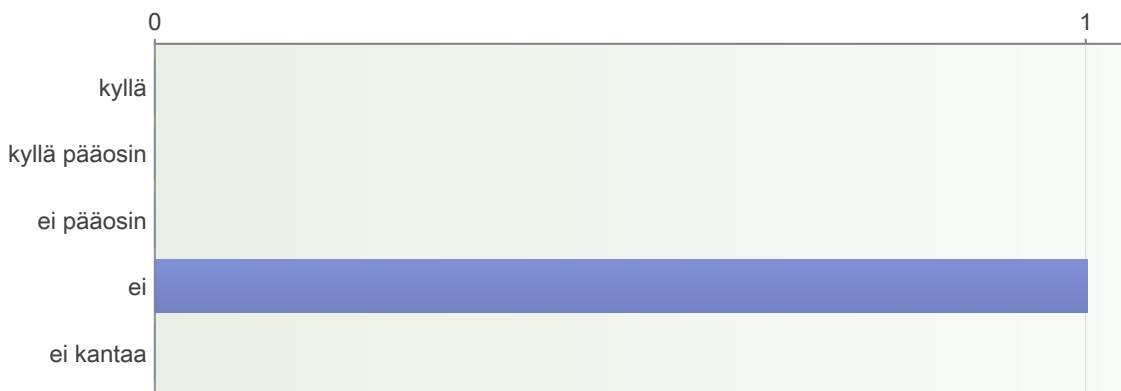 0 1
kyllä
kyllä pääosin
ei pääosin
ei
ei kantaa